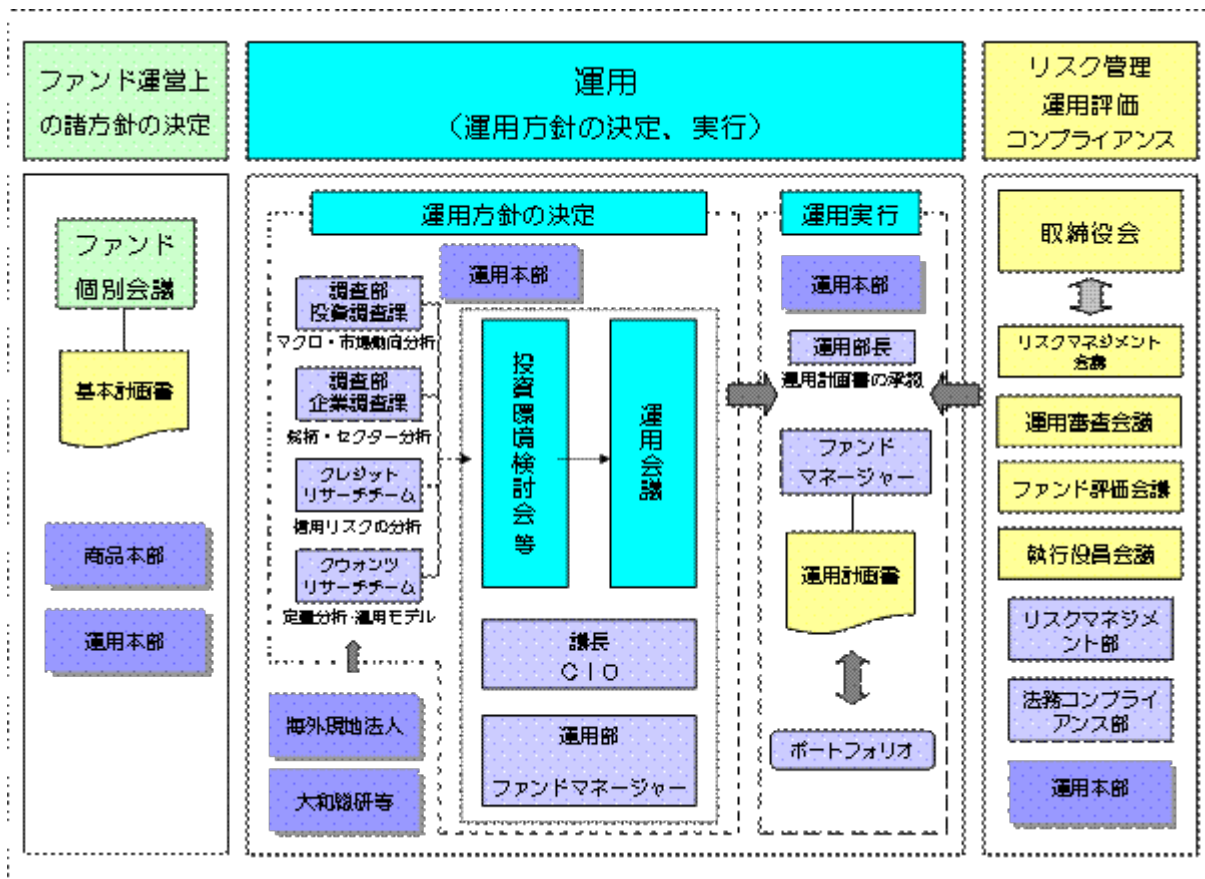 ファンド運営上
の諸方針の決定
運用
(運用方針の決定、実行)
リスク管理
運用評価
コンプライアンス
ファンド
個別会議
基本計画書
商品本部
運用本部
運用方針の決定
運用本部
調査部
投資調査課
マクロ・市場動向分析
調査部
企業調査課
銘柄・セクター分析
クレジット
リサーチチーム
信用リスクの分析
クウォンツ
リサーチチーム
定量分析・運用モデル
海外現地法人
大和総研等
投資環境検討会等
運用会議
議長
CIO
運用部
ファンドマネージャー
運用実行
運用本部
運用部長
運用計画書の承認
ファンド
マネージャー
運用計画書
ポートフォリオ
取締役会
リスクマネジメント
会議
運用審査会議
ファンド評価会議
執行役員会議
リスクマネジメ
ント部
法務コンプライ
アンス部
運用本部